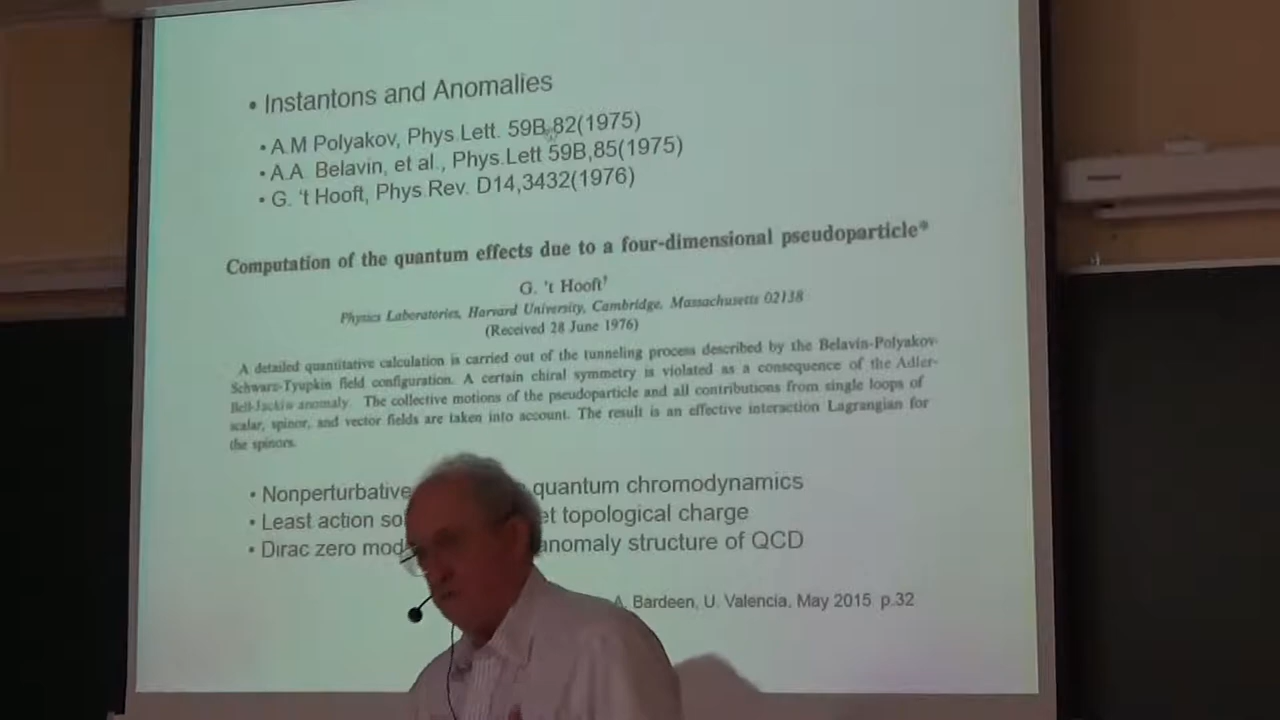 • Instantons and Anomalies
• A.M Polyakov, Phys.Lett. 59B,82(1975)
• A.A. Belavin, et al., Phys.Lett 59B,85(1975)
• G. 't Hooft, Phys.Rev. D14,3432(1976)
Computation of the quantum effects due to a four-dimensional pseudoparticle*
G. 't Hooft†
Physics Laboratories, Harvard University, Cambridge, Massachusetts 02138
(Received 28 June 1976)
A detailed quantitative calculation is carried out of the tunneling process described by the Belavin-Polyakov-
Schwarz-Tyupkin field configuration. A certain chiral symmetry is violated as a consequence of the Adler-
Bell-Jackiw anomaly. The collective motions of the pseudoparticle and all contributions from single loops of
scalar, spinor, and vector fields are taken into account. The result is an effective interaction Lagrangian for
the spinors.
• Nonperturbative quantum chromodynamics
• Least action topological charge
• Dirac zero anomaly structure of QCD
A. Bardeen, U. Valencia, May 2015 p.32